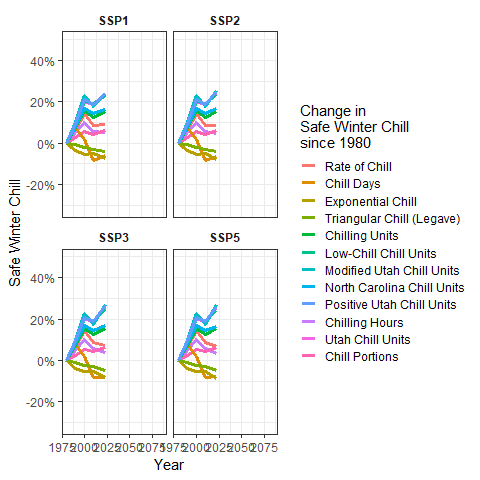 SSP1
SSP2
40%
20%
0%
-20%
SSP3
SSP5
40%
20%
0%
-20%
1975 2000 2025 2050 2075
1975 2000 2025 2050 2075
Year
Safe Winter Chill
Change in
Safe Winter Chill
since 1980
Rate of Chill
Chill Days
Exponential Chill
Triangular Chill (Legave)
Chilling Units
Low-Chill Chill Units
Modified Utah Chill Units
North Carolina Chill Units
Positive Utah Chill Units
Chilling Hours
Utah Chill Units
Chill Portions